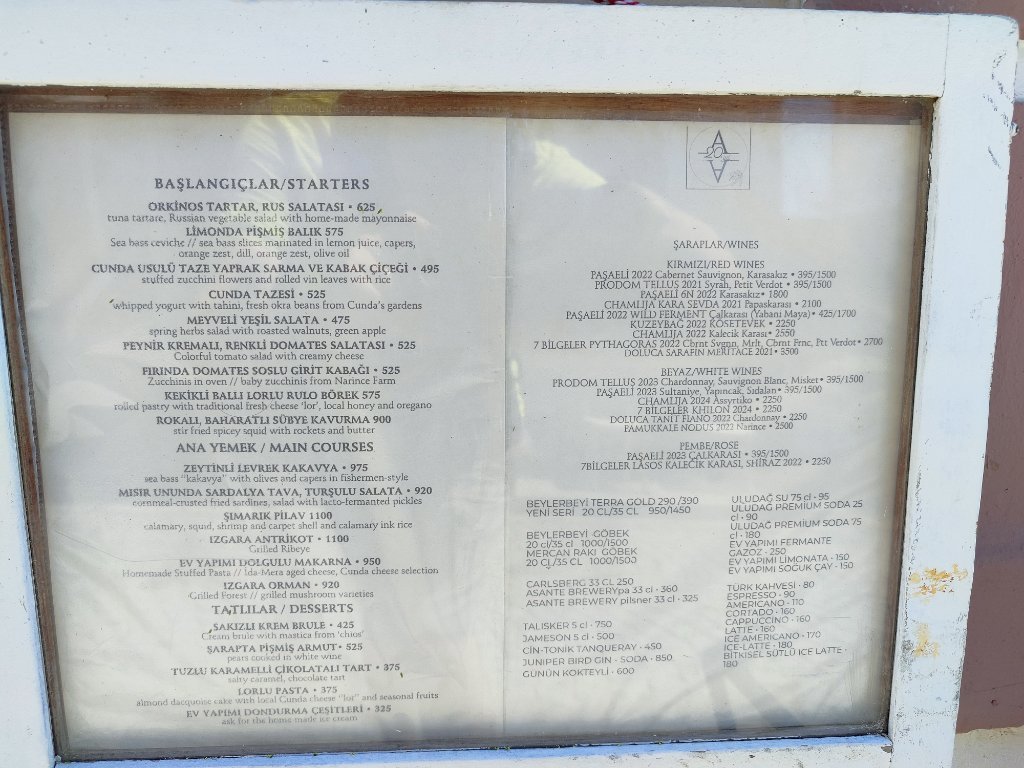 BAŞLANGIÇLAR/STARTERS
ORKİNOS TARTAR, RUS SALATASI • 625
tuna tartare, Russian vegetable salad with home-made mayonnaise
LİMONDA PİŞMİŞ BALIK 575
Sea bass ceviche // sea bass slices marinated in lemon juice, capers,
orange zest, dill, orange zest, olive oil
CUNDA USULÜ TAZE YAPRAK SARMA VE KABAK ÇİÇEĞİ • 495
stuffed zucchini flowers and rolled vin leaves with rice
CUNDA TAZESİ • 525
whipped yogurt with tahini, fresh okra beans from Cunda's gardens
MEYVELİ YEŞİL SALATA • 475
spring herbs salad with roasted walnuts, green apple
PEYNİR KREMALI, RENKLİ DOMATES SALATASI • 525
Colorful tomato salad with creamy cheese
FIRINDA DOMATES SOSLU GİRİT KABAĞI • 525
Zucchinis in oven // baby zucchinis from Narince Farm
KEKİKLİ BALLI LORLU RULO BÖREK 575
rolled pastry with traditional fresh cheese 'lor', local honey and oregano
ROKALI, BAHARATLI SÜBYE KAVURMA 900
stir fried spicey squid with rockets and butter
ANA YEMEK / MAIN COURSES
ZEYTİNLİ LEVREK KAKAVYA • 975
sea bass "kakavya" with olives and capers in fishermen-style
MISIR UNUNDA SARDALYA TAVA, TURŞULU SALATA • 920
cornmeal-crusted fried sardines, salad with lacto-fermanted pickles
ŞIMARIK PİLAV 1100
calamary, squid, shrimp and carpet shell and calamary ink rice
IZGARA ANTRİKOT • 1100
Grilled Ribeye
EV YAPIMI DOLGULU MAKARNA • 950
Homemade Stuffed Pasta // Ida-Mera aged cheese, Cunda cheese selection
IZGARA ORMAN • 920
Grilled Forest // grilled mushroom varieties
TATLILAR / DESSERTS
SAKIZLI KREM BRULE • 425
Cream brule with mastica from 'chios'
ŞARAPTA PİŞMİŞ ARMUT• 525
pears cooked in white wine
TUZLU KARAMELLİ ÇİKOLATALI TART • 375
salty caramel, chocolate tart
LORLU PASTA • 375
almond dacquoise cake with local Cunda cheese "lor" and seasonal fruits
EV YAPIMI DONDURMA ÇEŞİTLERİ • 325
ask for the home-made ice cream
A
20
A
ŞARAPLAR/WINES
KIRMIZI/RED WINES
PAŞAELİ 2022 Cabernet Sauvignon, Karasakız • 395/1500
PRODOM TELLUS 2021 Syrah, Petit Verdot • 395/1500
PAŞAELİ 6N 2022 Karasakız• 1800
CHAMLIJA KARA SEVDA 2021 Papaskarası • 2100
PAŞAELİ 2022 WILD FERMENT Çalkarası (Yabani Maya)• 425/1700
KUZEYBAĞ 2022 KÖSETEVEK • 2250
CHAMLIJA 2022 Kalecik Karası• 2550
7 BİLGELER PYTHAGORAS 2022 Cbrnt Svgnn, Mrlt, Cbrnt Frnc, Ptt Verdot• 2700
DOLUCA SARAFİN MERITAGE 2021• 3500
BEYAZ/WHITE WINES
PRODOM TELLUS 2023 Chardonnay, Sauvignon Blanc, Misket• 395/1500
PAŞAELİ 2023 Sultaniye, Yapıncak, Sıdalan• 395/1500
CHAMLIJA 2024 Assyrtiko • 2250
7 BİLGELER KHILON 2024 • 2250
DOLUCA TANIT FIANO 2022 Chardonnay • 2250
PAMUKKALE NODUS 2022 Narince • 2500
PEMBE/ROSE
PAŞAELİ 2023 ÇALKARASI • 395/1500
7BİLGELER LASOS KALECİK KARASI, SHİRAZ 2022 • 2250
BEYLERBEYİ TERRA GOLD 290 /390
YENİ SERİ 20 CL/35 CL 950/1450
BEYLERBEYİ GÖBEK
20 cl/35 cl 1000/1500
MERCAN RAKI GÖBEK
20 CL/35 CL 1000/1500
CARLSBERG 33 CL 250
ASANTE BREWERYpa 33 cl • 360
ASANTE BREWERY pilsner 33 cl • 325
TALISKER 5 cl • 750
JAMESON 5 cl • 500
CİN-TONİK TANQUERAY • 450
JUNIPER BIRD GIN - SODA • 850
GÜNÜN KOKTEYLİ • 600
ULUDAĞ SU 75 cl • 95
ULUDAĞ PREMIUM SODA 25
cl • 90
ULUDAĞ PREMIUM SODA 75
cl • 180
EV YAPIMI FERMANTE
GAZOZ • 250
EV YAPIMI LİMONATA • 150
EV YAPIMI SOĞUK ÇAY • 150
TÜRK KAHVESİ • 80
ESPRESSO • 90
AMERICANO • 110
CORTADO • 160
CAPPUCCINO • 160
LATTE • 160
ICE AMERICANO • 170
ICE-LATTE • 180
BİTKİSEL SÜTLÜ ICE LATTE •
180